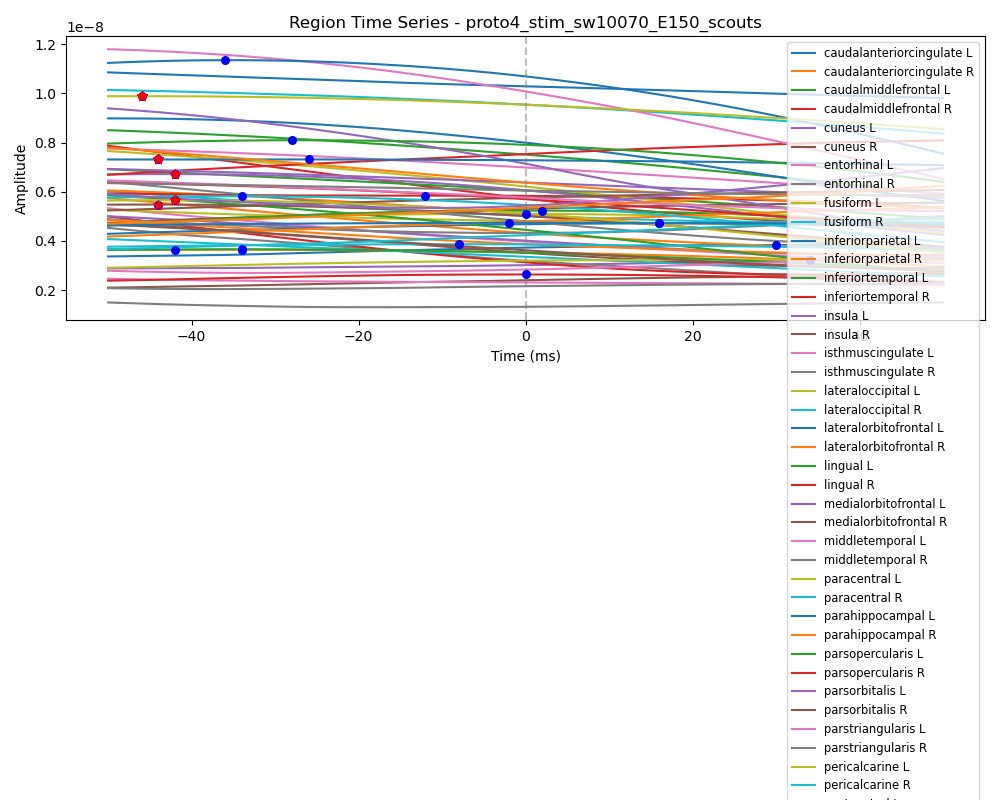 Region Time Series - proto4_stim_sw10070_E150_scouts
1e−8
1.2
1.0
0.8
0.6
0.4
0.2
Amplitude
−40
−20
0
20
40
Time (ms)
caudalanteriorcingulate L
caudalanteriorcingulate R
caudalmiddlefrontal L
caudalmiddlefrontal R
cuneus L
cuneus R
entorhinal L
entorhinal R
fusiform L
fusiform R
inferiorparietal L
inferiorparietal R
inferiortemporal L
inferiortemporal R
insula L
insula R
isthmuscingulate L
isthmuscingulate R
lateraloccipital L
lateraloccipital R
lateralorbitofrontal L
lateralorbitofrontal R
lingual L
lingual R
medialorbitofrontal L
medialorbitofrontal R
middletemporal L
middletemporal R
paracentral L
paracentral R
parahippocampal L
parahippocampal R
parsopercularis L
parsopercularis R
parsorbitalis L
parsorbitalis R
parstriangularis L
parstriangularis R
pericalcarine L
pericalcarine R